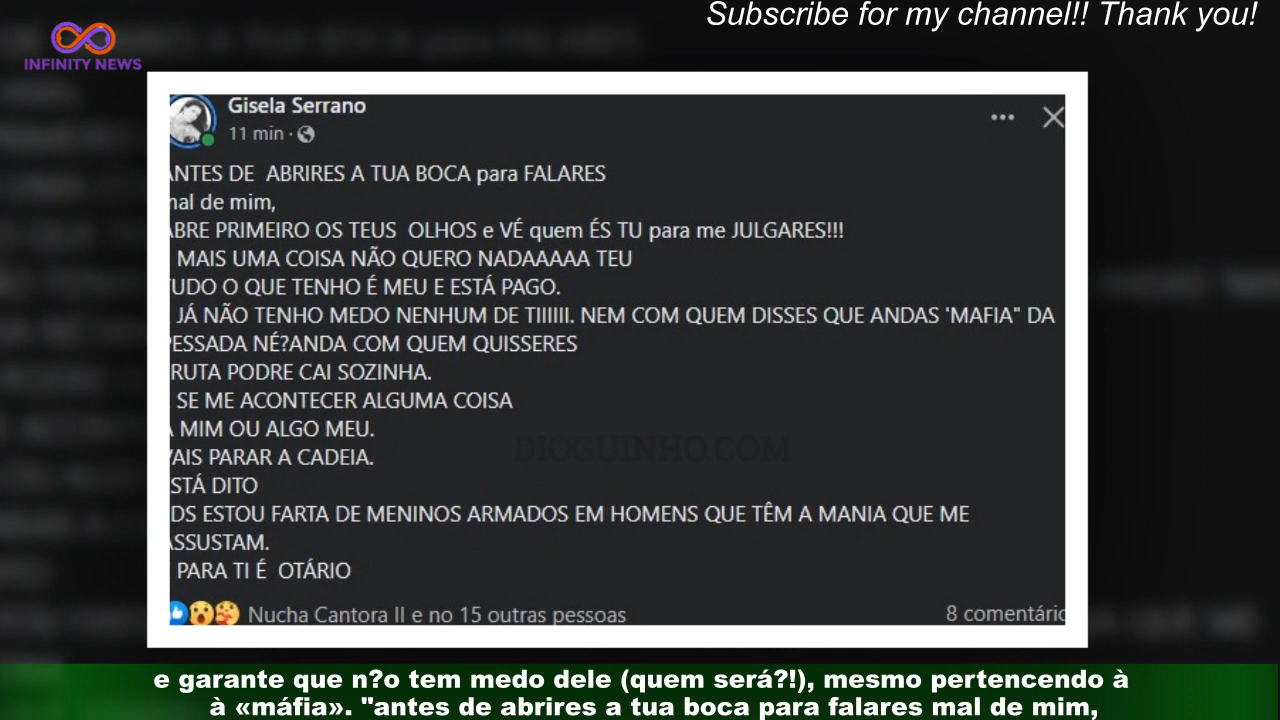 Subscribe for my channel!! Thank you!
INFINITY NEWS
Gisela Serrano
11 min ·
ANTES DE ABRIRES A TUA BOCA para FALARES
mal de mim,
ABRE PRIMEIRO OS TEUS OLHOS e VÉ quem ÉS TU para me JULGARES!!!
MAIS UMA COISA NÃO QUERO NADAAAAA TEU
TUDO O QUE TENHO É MEU E ESTÁ PAGO.
JÁ NÃO TENHO MEDO NENHUM DE TIIIIII. NEM COM QUEM DISSES QUE ANDAS 'MAFIA" DA
PESSADA NÉ?ANDA COM QUEM QUISSERES
RUTA PODRE CAI SOZINHA.
SE ME ACONTECER ALGUMA COISA
A MIM OU ALGO MEU.
VAIS PARAR A CADEIA.
STÁ DITO
DS ESTOU FARTA DE MENINOS ARMADOS EM HOMENS QUE TÊM A MANIA QUE ME
ASSUSTAM.
PARA TI É OTÁRIO
DIOGUINHO.COM
Nucha Cantora II e no 15 outras pessoas
8 comentário
e garante que n?o tem medo dele (quem será?!), mesmo pertencendo à
à «máfia». "antes de abrires a tua boca para falares mal de mim,